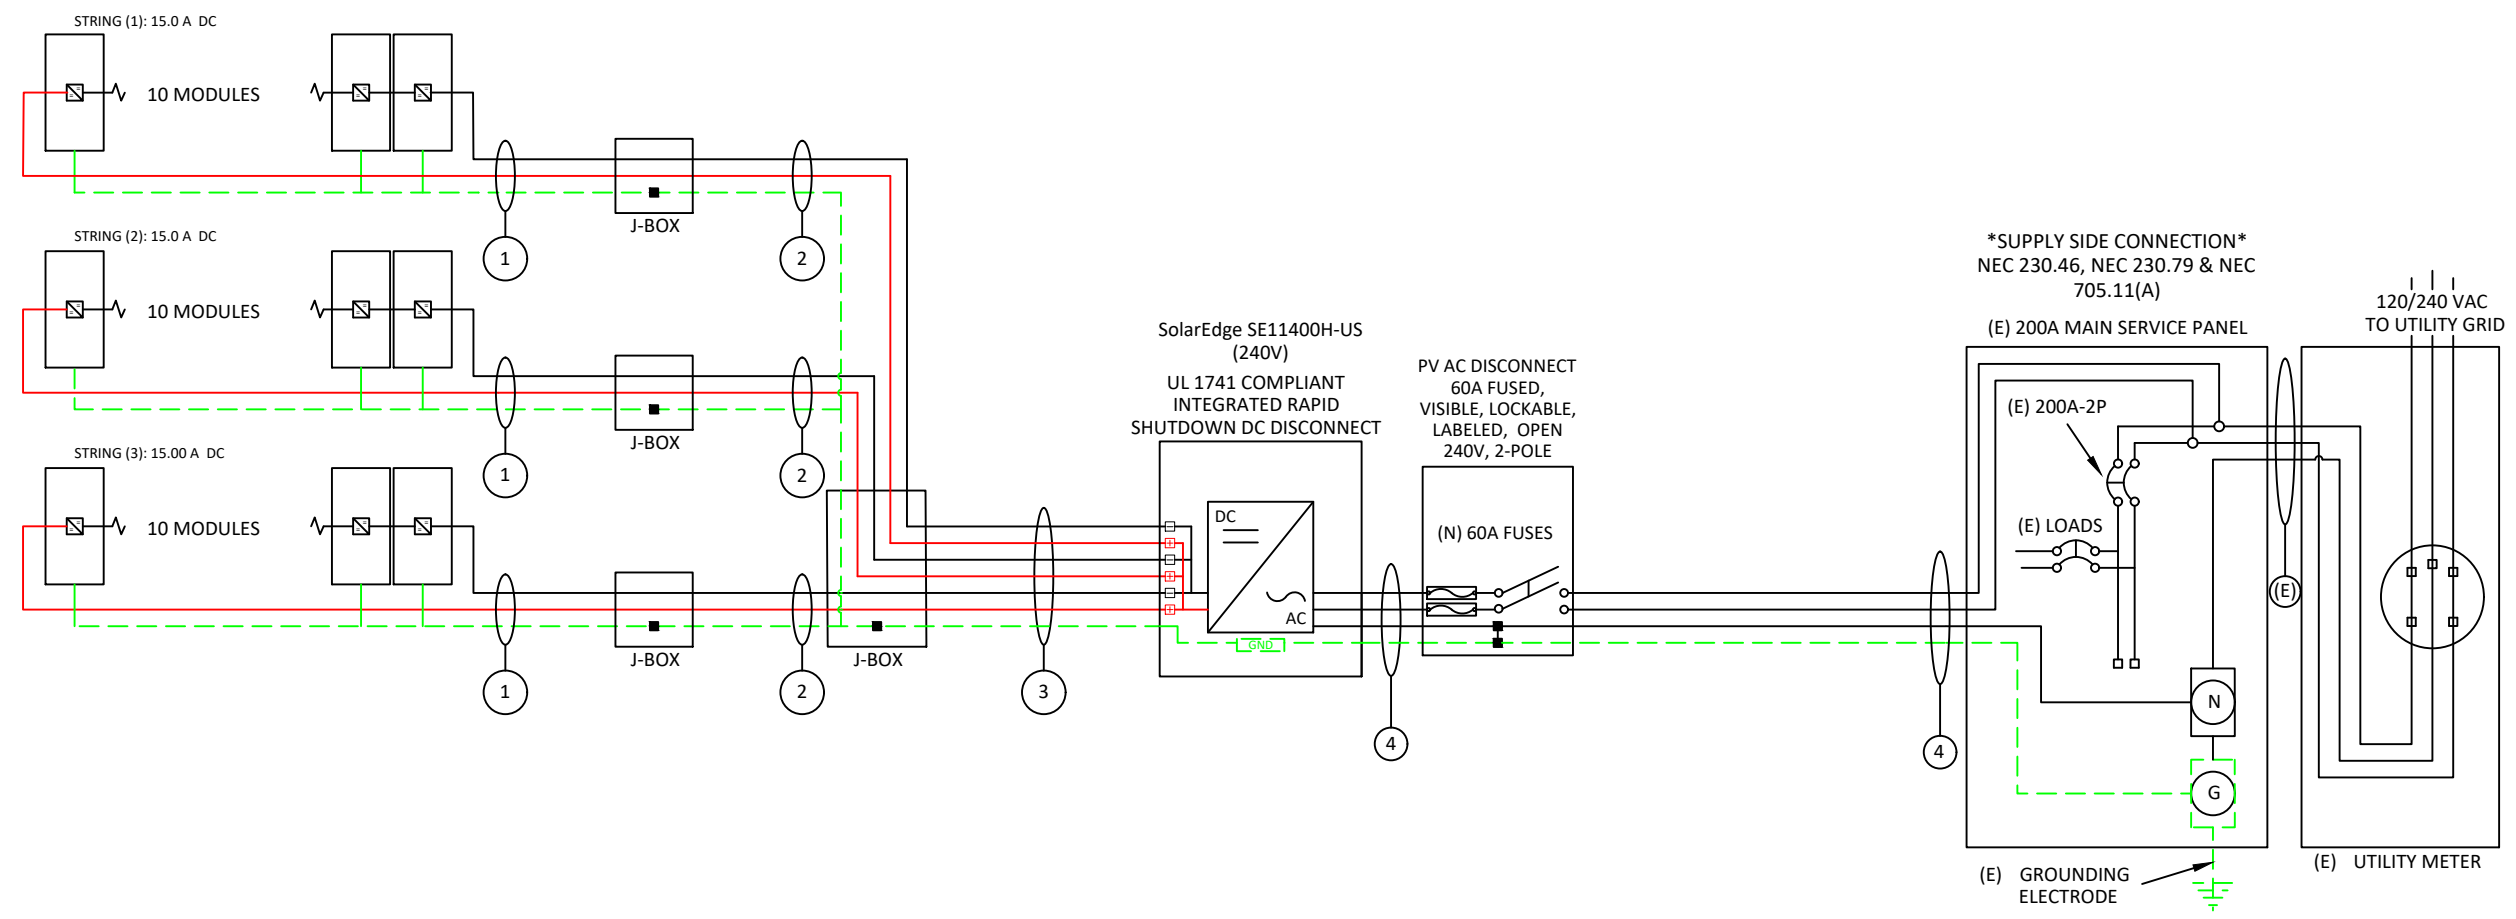 STRING (1): 15.0 A  DC
10 MODULES
J-BOX
1
2
STRING (2): 15.0 A  DC
10 MODULES
J-BOX
1
2
STRING (3): 15.00 A  DC
10 MODULES
J-BOX
J-BOX
1
2
3
SolarEdge SE11400H-US
(240V)
UL 1741 COMPLIANT
INTEGRATED RAPID
SHUTDOWN DC DISCONNECT
DC
AC
GND
PV AC DISCONNECT
60A FUSED,
VISIBLE, LOCKABLE,
LABELED,  OPEN
240V, 2-POLE
(N) 60A FUSES
4
4
*SUPPLY SIDE CONNECTION*
NEC 230.46, NEC 230.79 & NEC
705.11(A)
(E) 200A MAIN SERVICE PANEL
(E) 200A-2P
(E) LOADS
N
G
(E)   GROUNDING
ELECTRODE
(E)
120/240 VAC
TO UTILITY GRID
(E)   UTILITY METER